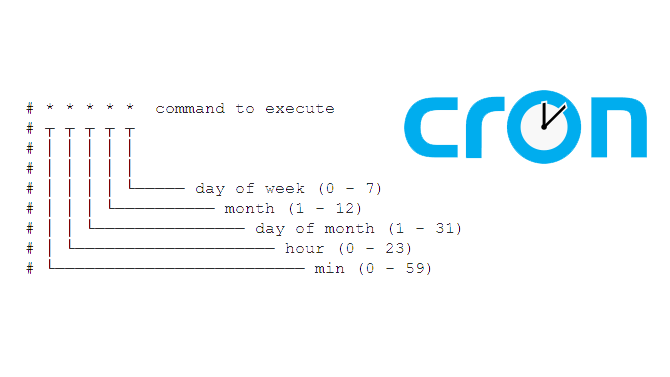 # * * * * * command to execute
# ┬ ┬ ┬ ┬ ┬
# │ │ │ │ │
# │ │ │ │ │
# │ │ │ │ └───── day of week (0 - 7)
# │ │ │ └────────── month (1 - 12)
# │ │ └─────────────── day of month (1 - 31)
# │ └──────────────────── hour (0 - 23)
# └───────────────────────── min (0 - 59)
cron